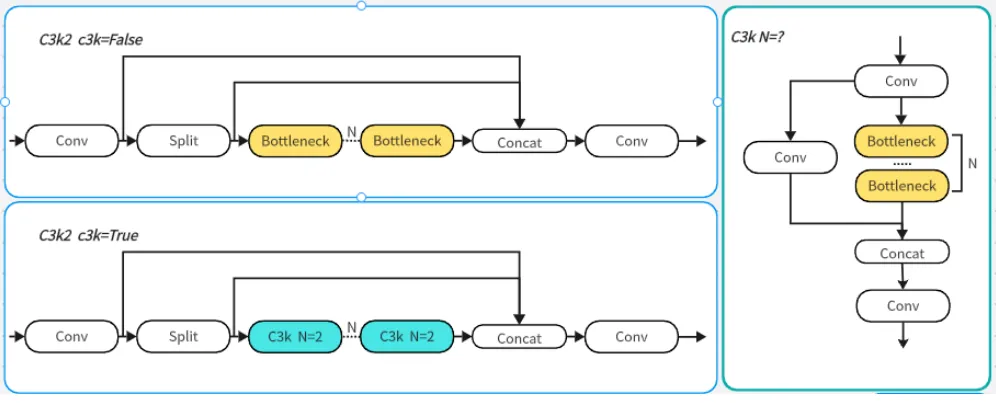 C3k2 c3k=False
N
Conv
Split
Bottleneck
Bottleneck
Concat
Conv
C3k2 c3k=True
N
Conv
Split
C3k N=2
C3k N=2
Concat
Conv
C3k N=?
Conv
Bottleneck
.....
N
Conv
Bottleneck
Concat
Conv